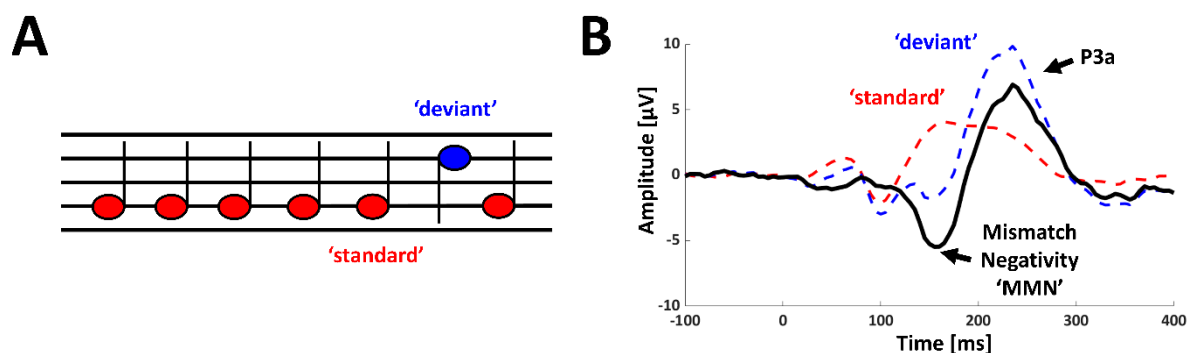 A
‘deviant’
‘standard’
B
‘deviant’
P3a
‘standard’
Mismatch
Negativity
‘MMN’
Amplitude [µV]
10
5
0
-5
-10
-100
0
100
200
300
400
Time [ms]